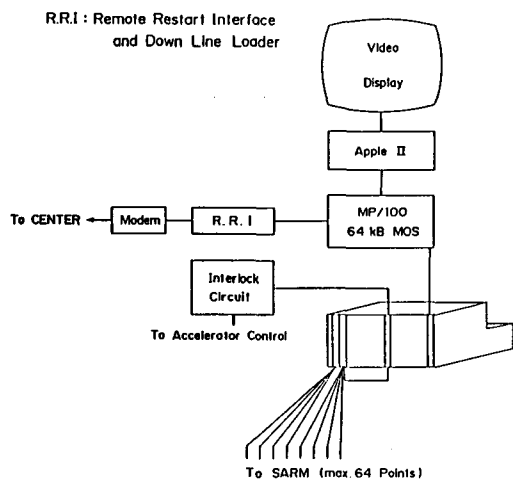 R.R.I : Remote Restart Interface
and Down Line Loader
Video
Display
Apple II
MP/100
64 kB MOS
To CENTER
Modem
R. R. I
Interlock
Circuit
To Accelerator Control
To SARM (max. 64 Points)